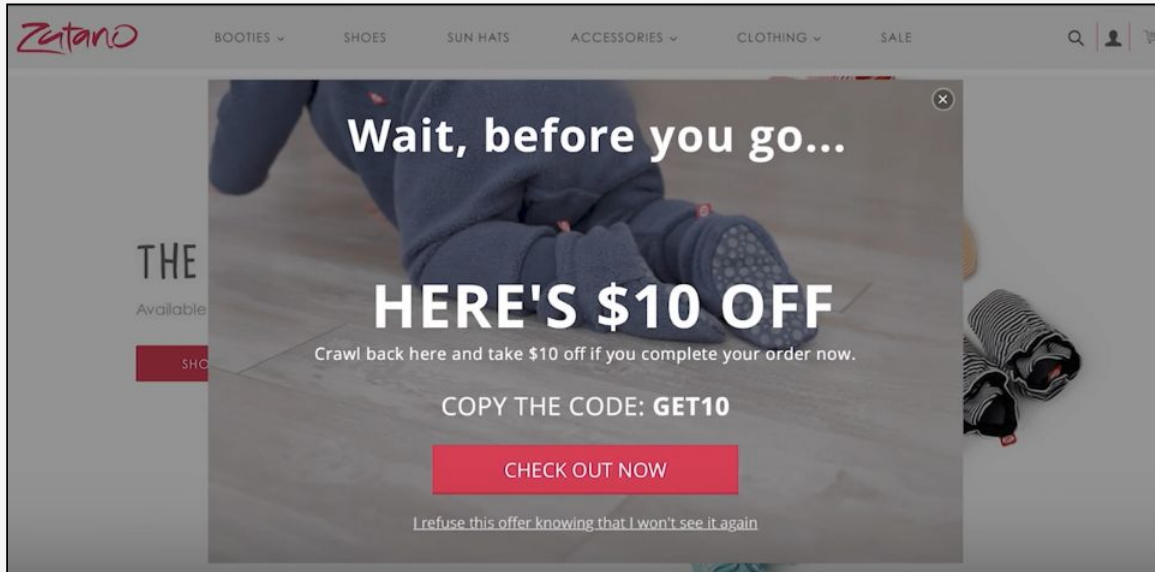 Zutano
BOOTIES SHOES SUN HATS ACCESSORIES CLOTHING SALE
Wait, before you go...
THE
Available
SHO
HERE'S $10 OFF
Crawl back here and take $10 off if you complete your order now.
COPY THE CODE: GET10
CHECK OUT NOW
I refuse this offer knowing that I won't see it again